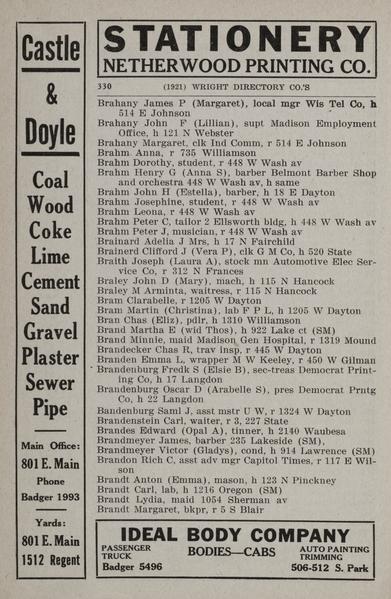 Castle
&
Doyle
Coal
Wood
Coke
Lime
Cement
Sand
Gravel
Plaster
Sewer
Pipe
Main Office:
801 E. Main
Phone
Badger 1993
Yards:
801 E. Main
1512 Regent
STATIONERY
NETHERWOOD PRINTING CO.
330 (1921) WRIGHT DIRECTORY CO.'S
Brahany James P (Margaret), local mgr Wis Tel Co, h
514 E Johnson
Brahany John F (Lillian), supt Madison Employment
Office, h 121 N Webster
Brahany Margaret, clk Ind Comm, r 514 E Johnson
Brahm Anna, r 735 Williamson
Brahm Dorothy, student, r 448 W Wash av
Brahm Henry G (Anna S), barber Belmont Barber Shop
and orchestra 448 W Wash av, h same
Brahm John H (Estella), barber, h 18 E Dayton
Brahm Josephine, student, r 448 W Wash av
Brahm Leona, r 448 W Wash av
Brahm Peter C, tailor 2 Ellsworth bldg, h 448 W Wash av
Brahm Peter J, musician, r 448 W Wash av
Brainard Adelia J Mrs, h 17 N Fairchild
Brainerd Clifford J (Vera P), clk G M Co, h 520 State
Braith Joseph (Laura A), stock mn Automotive Elec Ser-
vice Co, r 312 N Frances
Braley John D (Mary), mach, h 115 N Hancock
Braley M Arminta, waitress, r 115 N Hancock
Bram Clarabelle, r 1205 W Dayton
Bram Martin (Christina), lab F P L, h 1205 W Dayton
Bran Chas (Eliz), pdlr, h 1310 Williamson
Brand Martha E (wid Thos), h 922 Lake ct (SM)
Brand Minnie, maid Madison Gen Hospital, r 1319 Mound
Brandecker Chas R, trav insp, r 445 W Dayton
Branden Emma L, wrapper M W Keeley, r 450 W Gilman
Brandenburg Fredk S (Elsie B), sec-treas Democrat Print-
ing Co, h 17 Langdon
Brandenburg Oscar D (Arabelle S), pres Democrat Prntg
Co, h 22 Langdon
Bandenburg Saml J, asst mstr U W, r 1324 W Dayton
Brandenstein Carl, waiter, r 3, 227 State
Brandes Edward (Opal A), tinner, h 2140 Waubesa
Brandmeyer James, barber 235 Lakeside (SM),
Brandmeyer Victor (Gladys), cond, h 914 Lawrence (SM)
Brandon Rich C, asst adv mgr Capitol Times, r 117 E Wil-
son
Brandt Anton (Emma), mason, h 123 N Pinckney
Brandt Carl, lab, h 1216 Oregon (SM)
Brandt Lydia, maid 1054 Sherman av
Brandt Margaret, bkpr, r 5 S Blair
IDEAL BODY COMPANY
PASSENGER
TRUCK
Badger 5496
BODIES—CABS
AUTO PAINTING
TRIMMING
506-512 S. Park